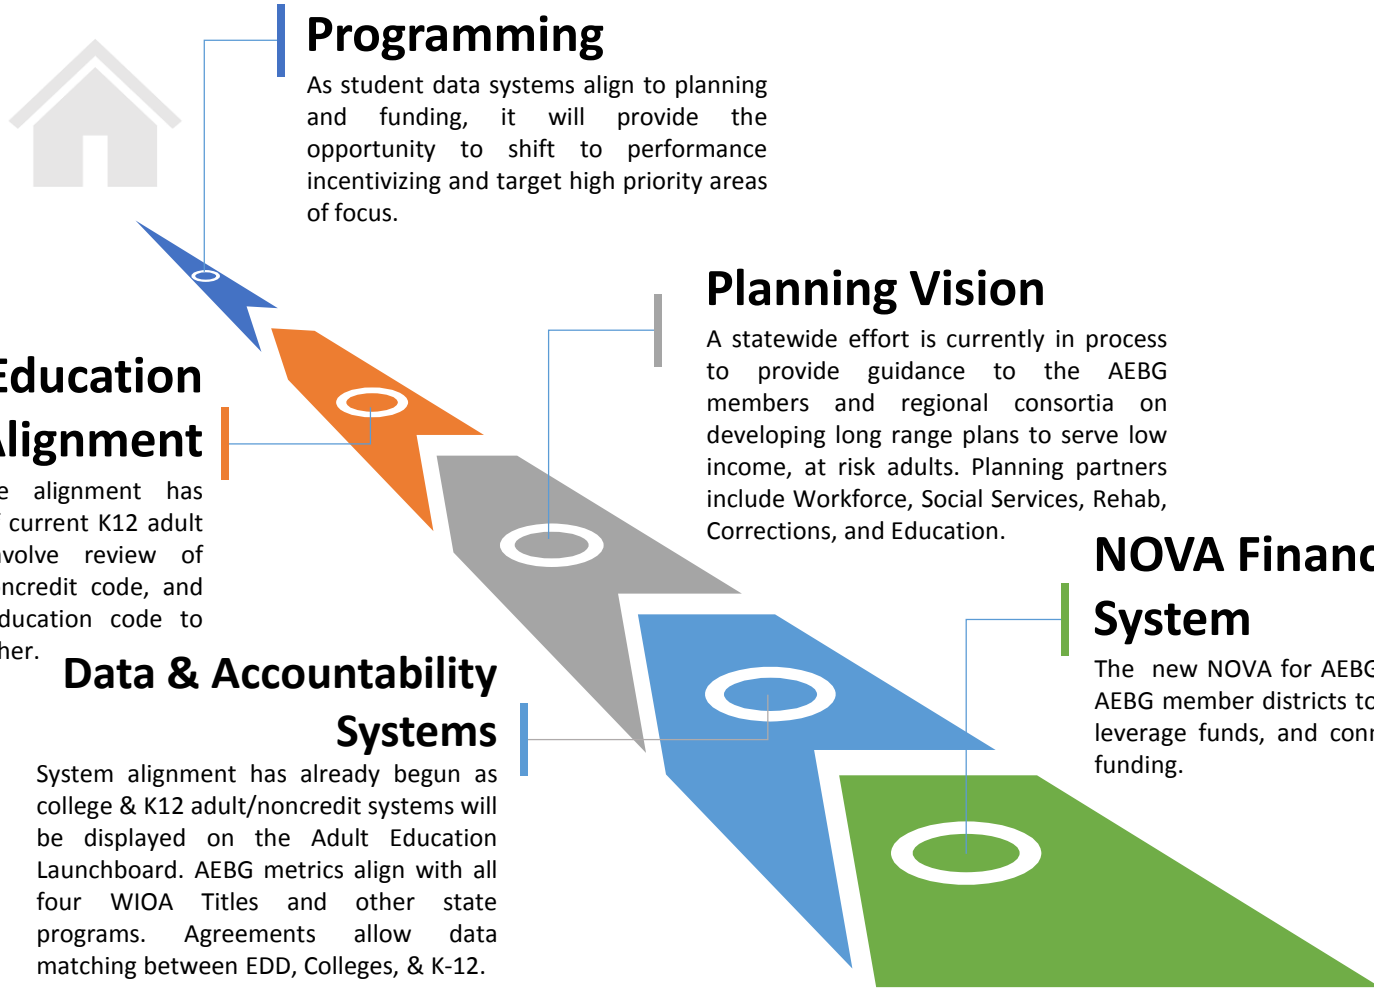 Programming
As student data systems align to planning
and funding, it will provide the
opportunity to shift to performance
incentivizing and target high priority areas
of focus.
Planning Vision
A statewide effort is currently in process
to provide guidance to the AEBG
members and regional consortia on
developing long range plans to serve low
income, at risk adults. Planning partners
include Workforce, Social Services, Rehab,
Corrections, and Education.
Education
Alignment
alignment has
current K12 adult
review of
code, and
education code to
NOVA
System
The new NOVA for AEBG
AEBG member districts to
leverage funds, and
funding.
Data & Accountability
Systems
System alignment has already begun as
college & K12 adult/noncredit systems will
be displayed on the Adult Education
Launchboard. AEBG metrics align with all
four WIOA Titles and other state
programs. Agreements allow data
matching between EDD, Colleges, & K-12.